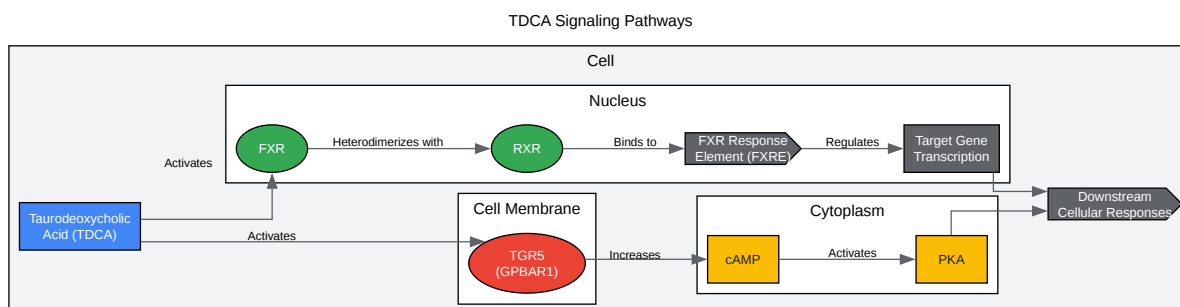 TDCA Signaling Pathways
Cell
Nucleus
FXR
Heterodimerizes with
RXR
Binds to
FXR Response
Element (FXRE)
Regulates
Target Gene
Transcription
Activates
Taurodeoxycholic
Acid (TDCA)
Activates
Cell Membrane
TGR5
(GPBAR1)
Increases
Cytoplasm
cAMP
Activates
PKA
Downstream
Cellular Responses